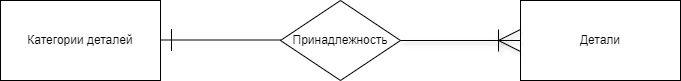 Категории деталей
Принадлежность
Детали